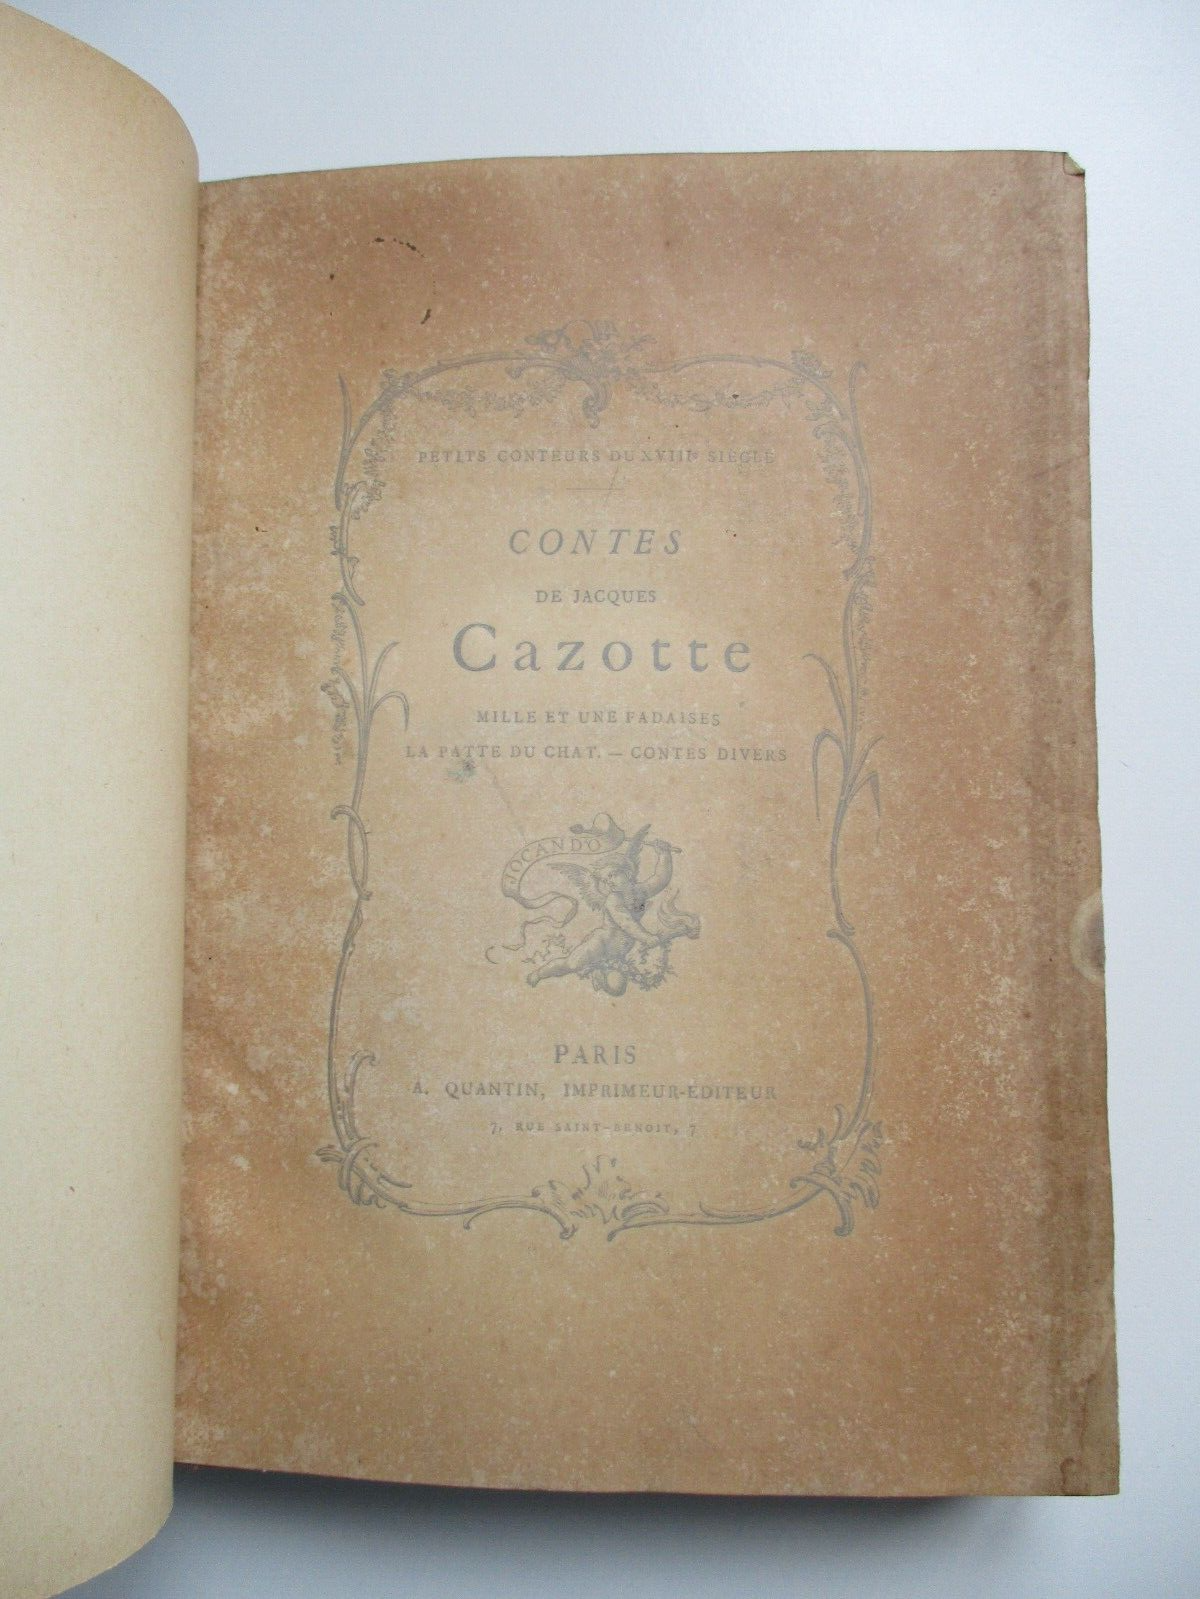 PETITS CONTEURS DU XVIIIe SIÈCLE
CONTES
DE JACQUES
Cazotte
MILLE ET UNE FADAISES
LA PATTE DU CHAT. — CONTES DIVERS
JOCANDO
PARIS
A. QUANTIN, IMPRIMEUR-ÉDITEUR
7, RUE SAINT-BENOIT, 7